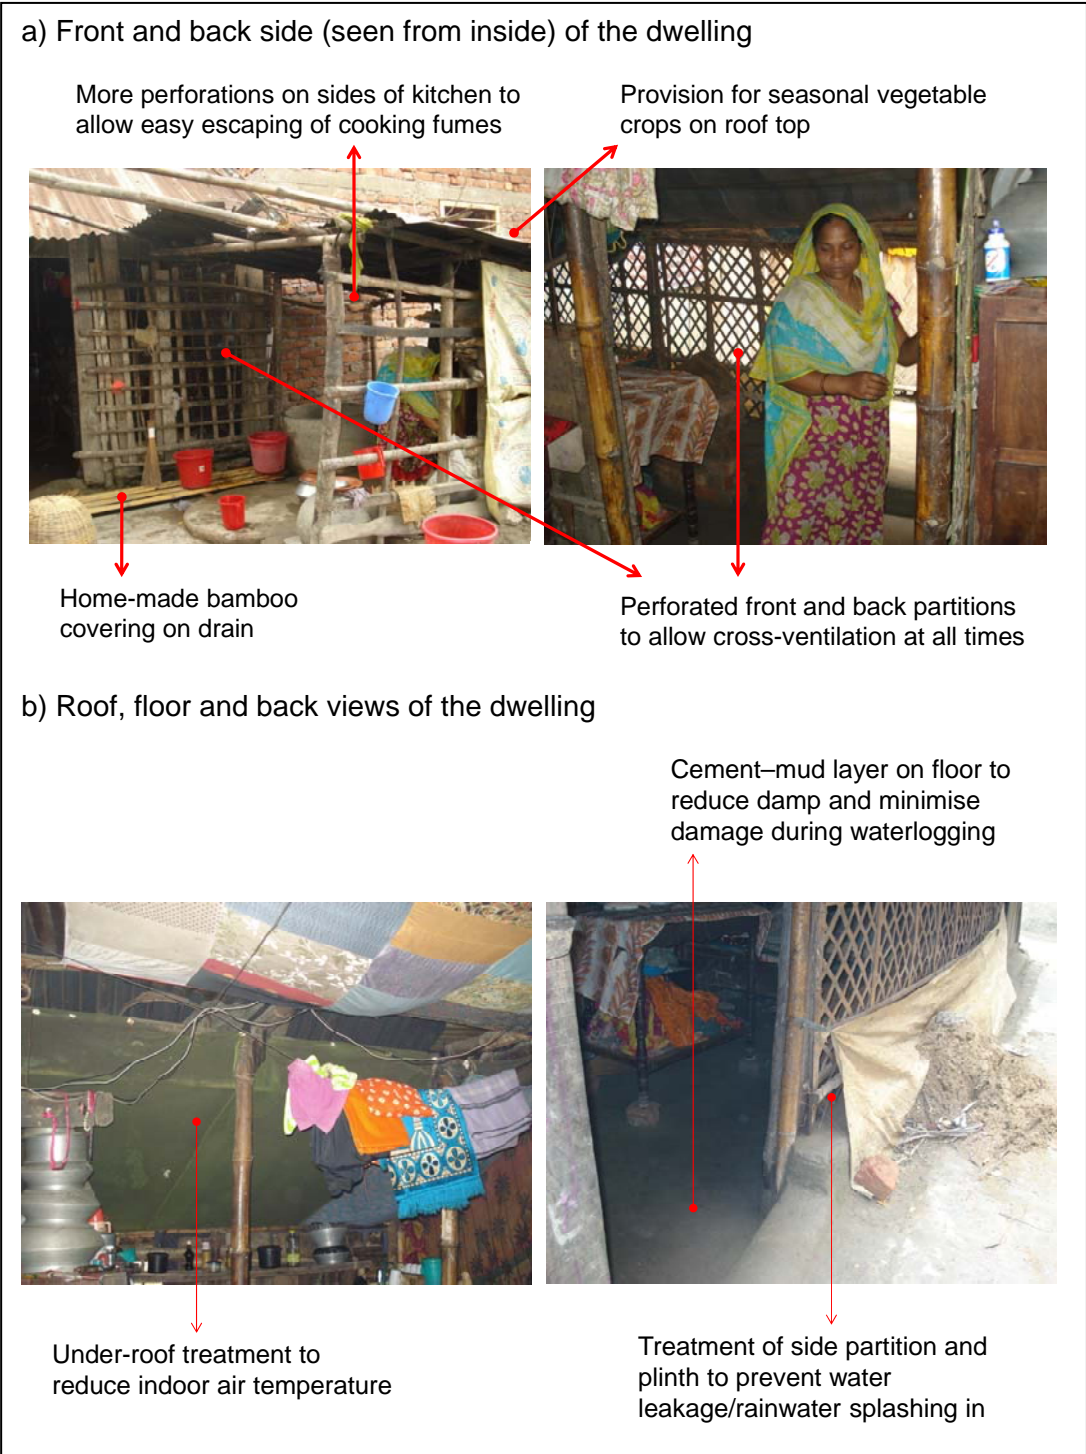 a) Front and back side (seen from inside) of the dwelling
More perforations on sides of kitchen to
allow easy escaping of cooking fumes
Provision for seasonal vegetable
crops on roof top
Home-made bamboo
covering on drain
Perforated front and back partitions
to allow cross-ventilation at all times
b) Roof, floor and back views of the dwelling
Cement–mud layer on floor to
reduce damp and minimise
damage during waterlogging
Under-roof treatment to
reduce indoor air temperature
Treatment of side partition and
plinth to prevent water
leakage/rainwater splashing in